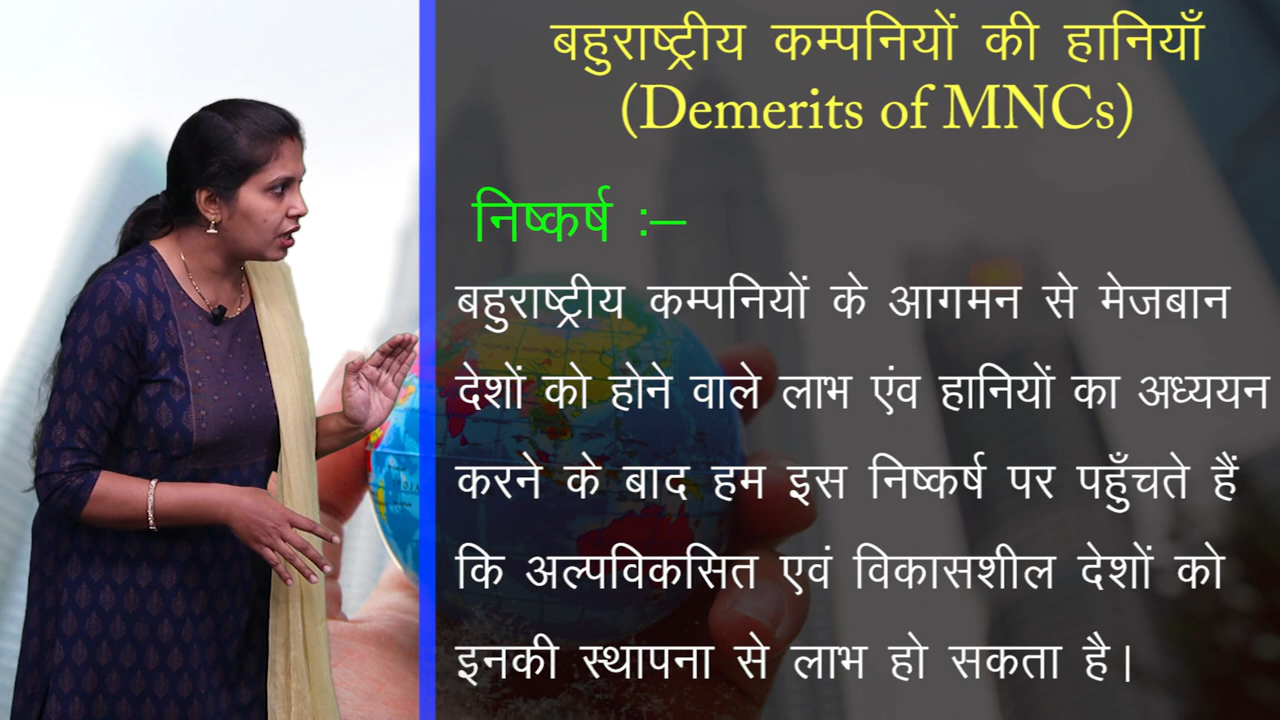 बहुराष्ट्रीय कम्पनियों की हानियाँ
(Demerits of MNCs)
निष्कर्ष :–
बहुराष्ट्रीय कम्पनियों के आगमन से मेजबान
देशों को होने वाले लाभ एंव हानियों का अध्ययन
करने के बाद हम इस निष्कर्ष पर पहुँचते हैं
कि अल्पविकसित एवं विकासशील देशों को
इनकी स्थापना से लाभ हो सकता है।